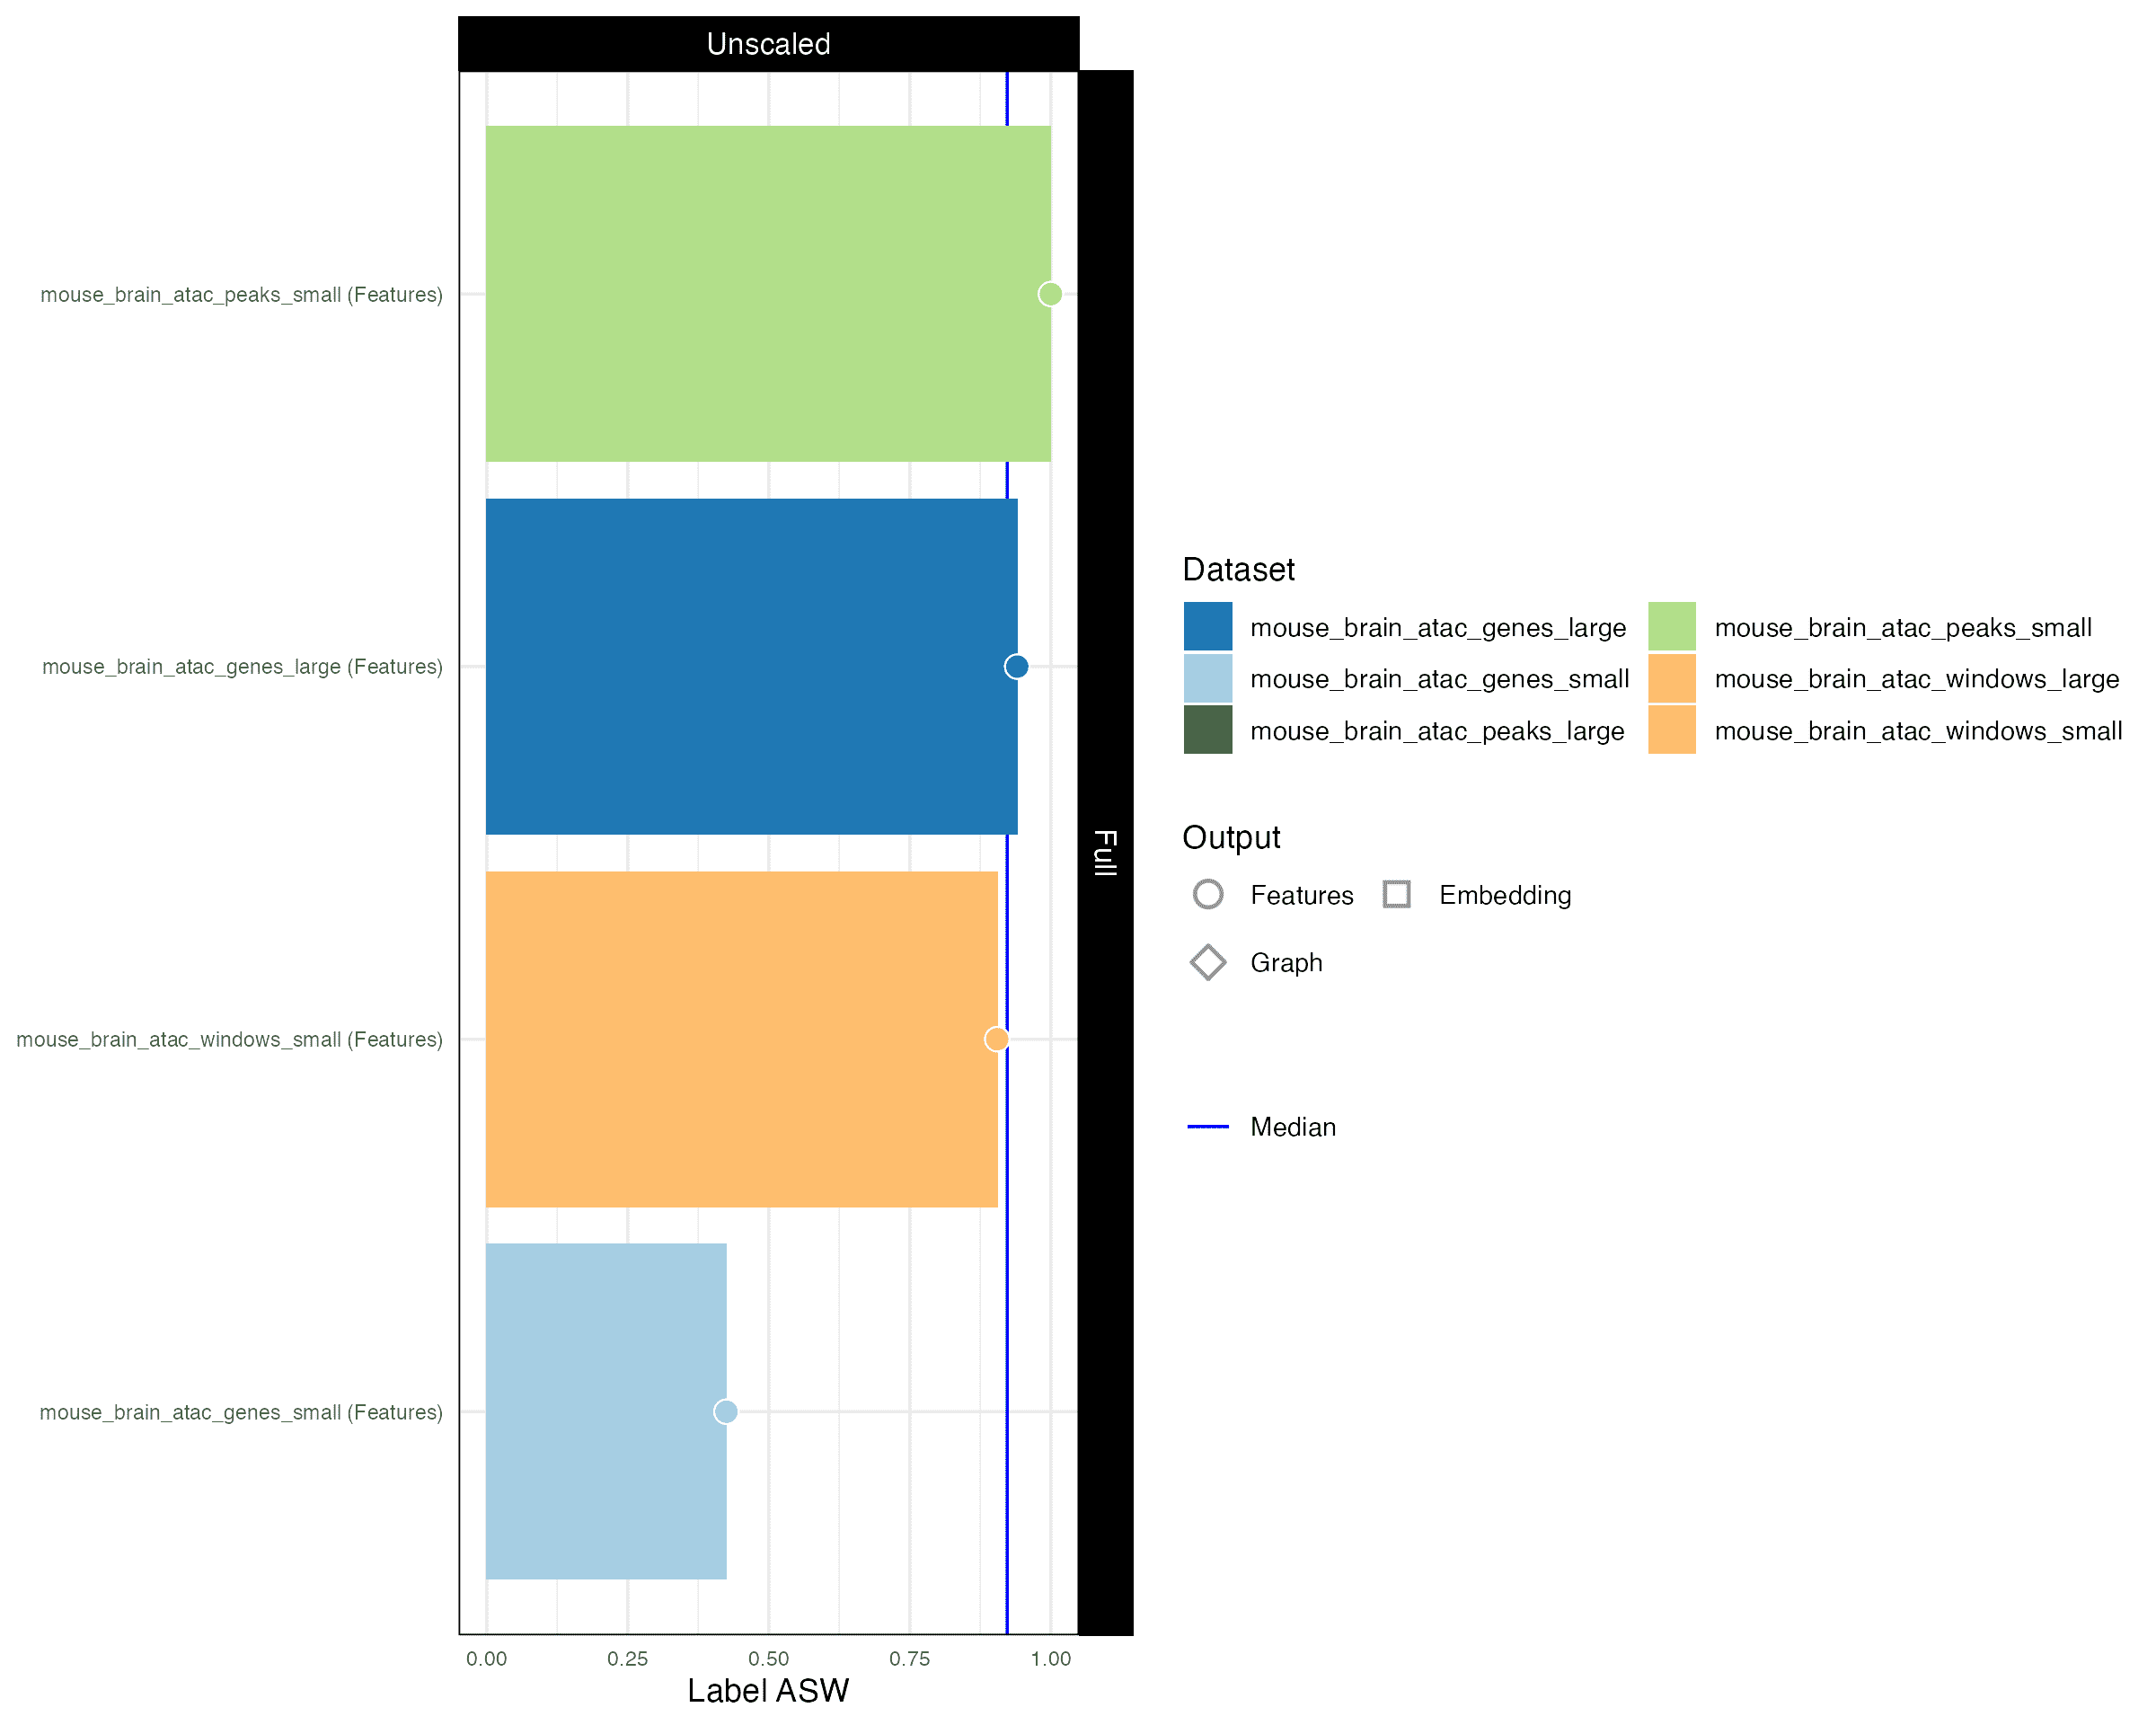 Unscaled
mouse_brain_atac_peaks_small (Features)
mouse_brain_atac_genes_large (Features)
mouse_brain_atac_windows_small (Features)
mouse_brain_atac_genes_small (Features)
0.00 0.25 0.50 0.75 1.00
Label ASW
Full
Dataset
mouse_brain_atac_genes_large mouse_brain_atac_peaks_small
mouse_brain_atac_genes_small mouse_brain_atac_windows_large
mouse_brain_atac_peaks_large mouse_brain_atac_windows_small
Output
Features Embedding
Graph
Median